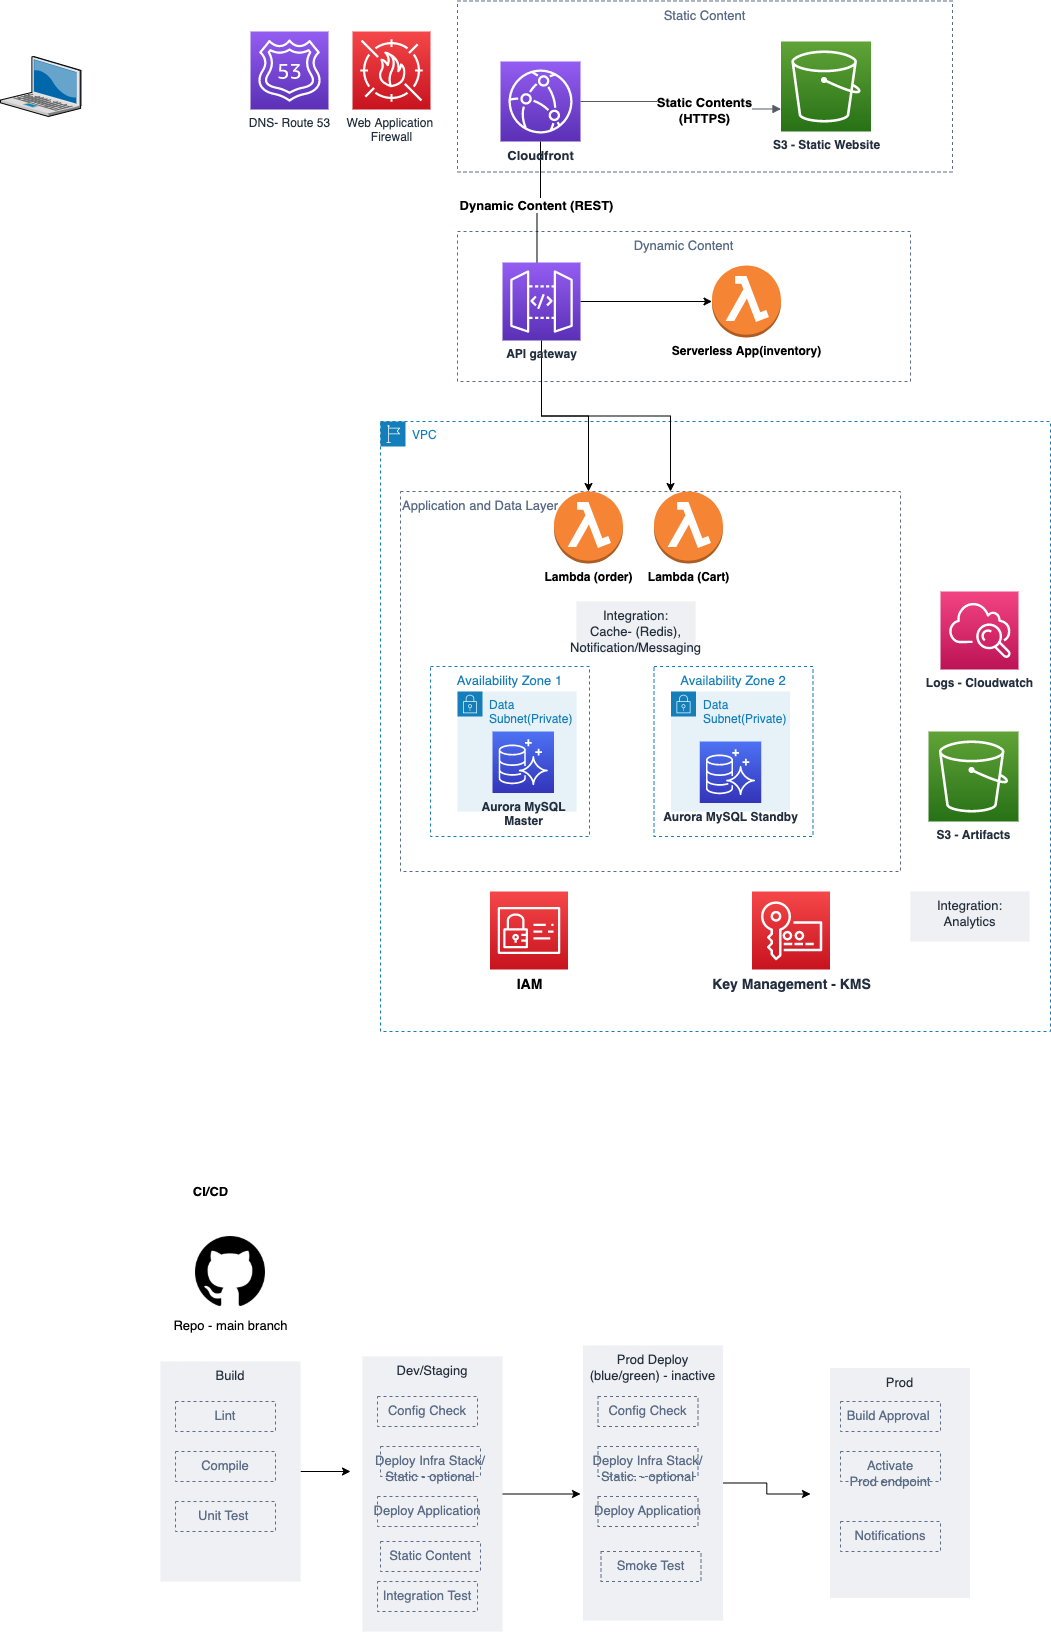 Static Content
53
DNS- Route 53
Web Application
Firewall
Cloudfront
Static Contents
(HTTPS)
S3 - Static Website
Dynamic Content (REST)
Dynamic Content
</>
API gateway
Serverless App(inventory)
VPC
Application and Data Layer
Lambda (order)
Lambda (Cart)
Integration:
Cache- (Redis),
Notification/Messaging
Availability Zone 1
Data
Subnet(Private)
Aurora MySQL
Master
Availability Zone 2
Data
Subnet(Private)
Aurora MySQL Standby
Logs - Cloudwatch
S3 - Artifacts
Integration:
Analytics
IAM
Key Management - KMS
CI/CD
Repo - main branch
Build
Lint
Compile
Unit Test
Dev/Staging
Config Check
Deploy Infra Stack/
Static - optional
Deploy Application
Static Content
Integration Test
Prod Deploy
(blue/green) - inactive
Config Check
Deploy Infra Stack/
Static. - optional
Deploy Application
Smoke Test
Prod
Build Approval
Activate
Prod endpoint
Notifications